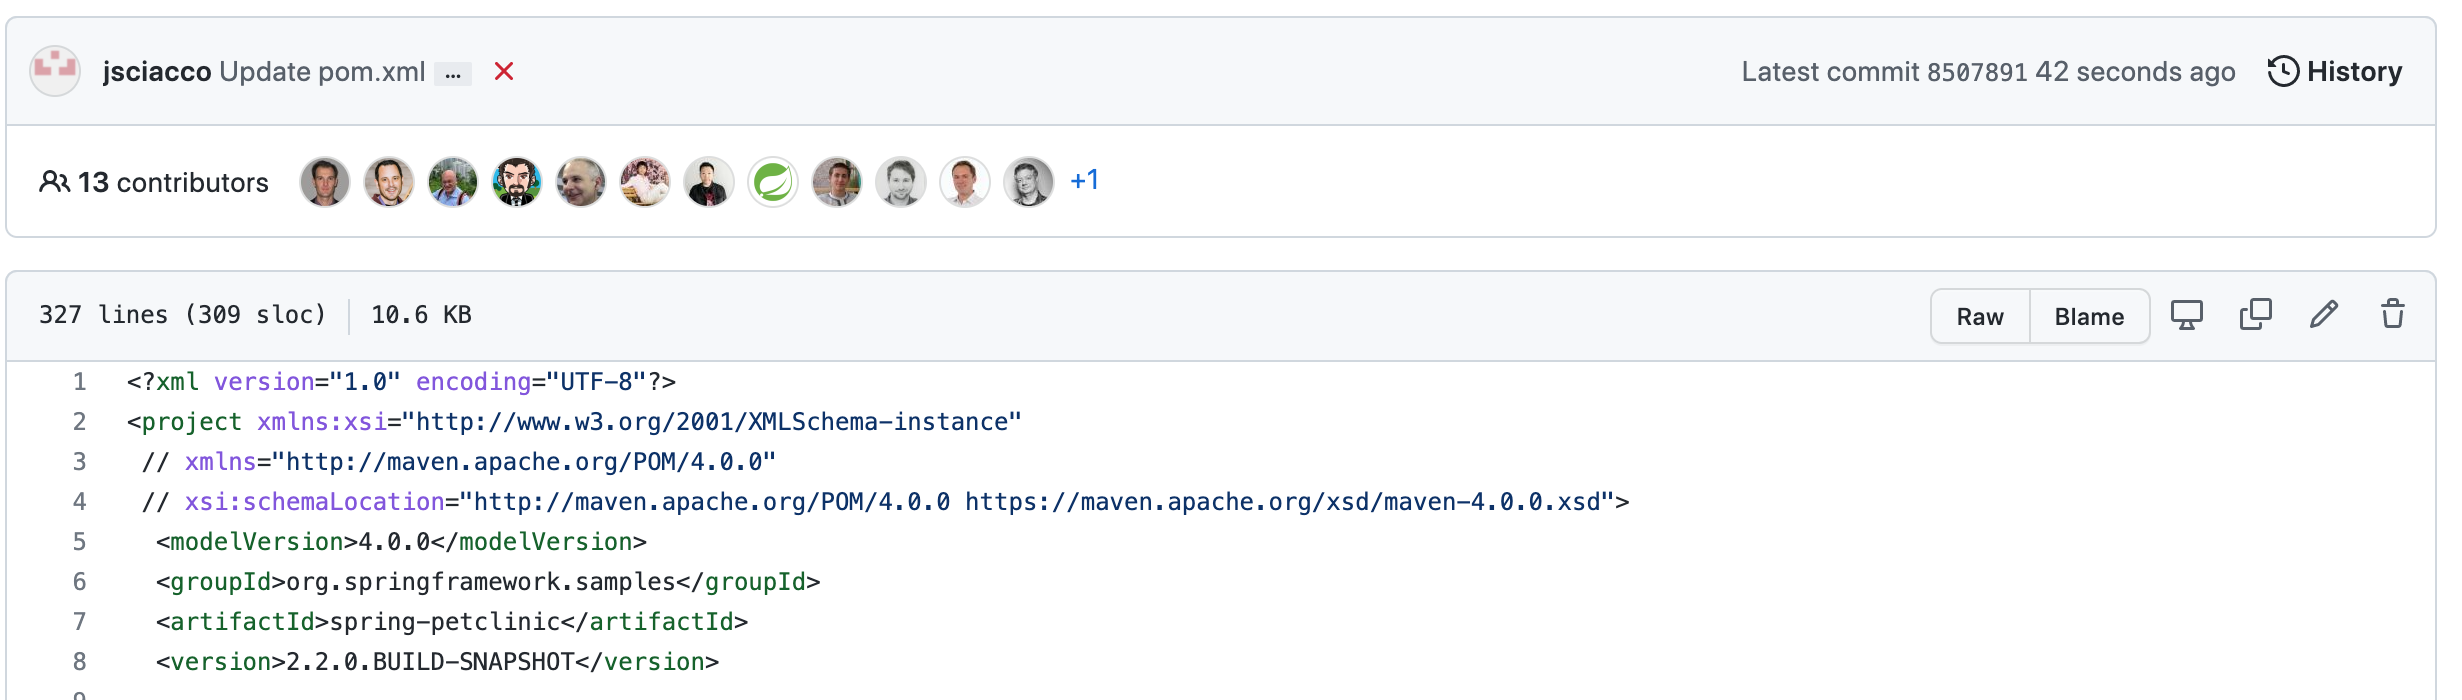 jsciacco Update pom.xml ... Latest commit 8507891 42 seconds ago History
13 contributors +1
327 lines (309 sloc) 10.6 KB Raw Blame
1 <?xml version="1.0" encoding="UTF-8"?>
2 <project xmlns:xsi="http://www.w3.org/2001/XMLSchema-instance"
3 // xmlns="http://maven.apache.org/POM/4.0.0"
4 // xsi:schemaLocation="http://maven.apache.org/POM/4.0.0 https://maven.apache.org/xsd/maven-4.0.0.xsd">
5 <modelVersion>4.0.0</modelVersion>
6 <groupId>org.springframework.samples</groupId>
7 <artifactId>spring-petclinic</artifactId>
8 <version>2.2.0.BUILD-SNAPSHOT</version>